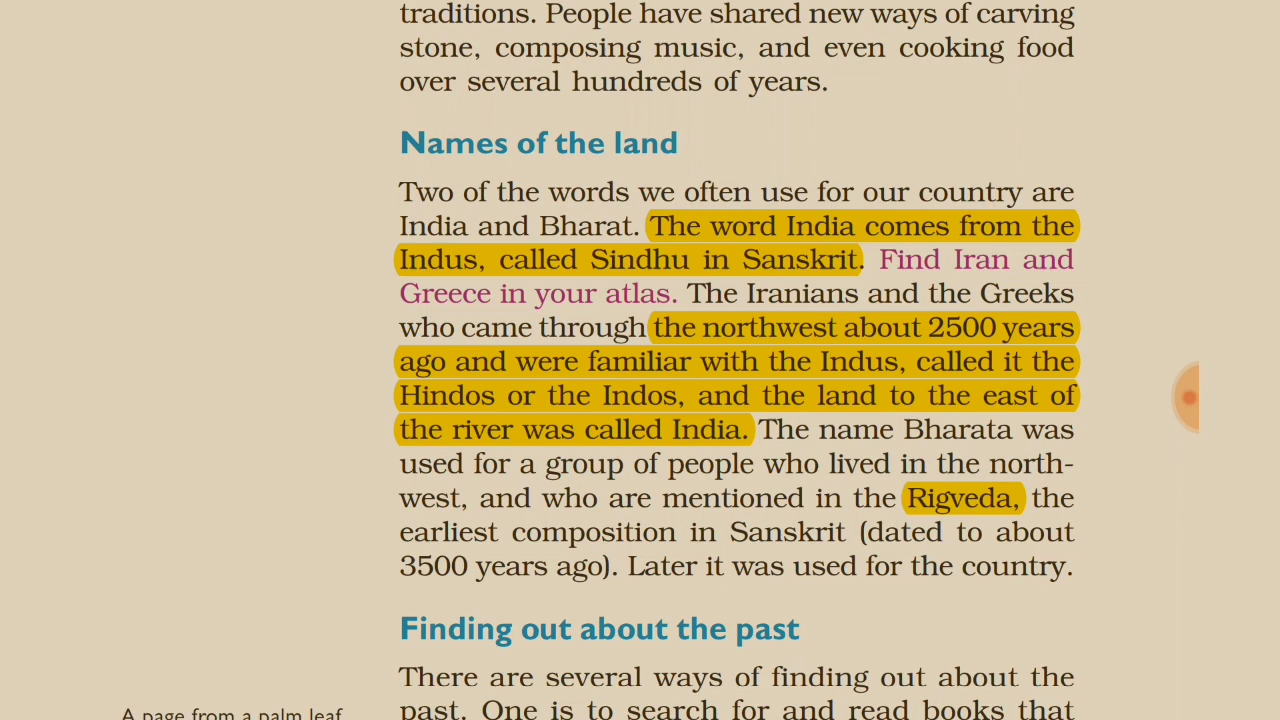 traditions. People have shared new ways of carving
stone, composing music, and even cooking food
over several hundreds of years.
Names of the land
Two of the words we often use for our country are
India and Bharat. The word India comes from the
Indus, called Sindhu in Sanskrit. Find Iran and
Greece in your atlas. The Iranians and the Greeks
who came through the northwest about 2500 years
ago and were familiar with the Indus, called it the
Hindos or the Indos, and the land to the east of
the river was called India. The name Bharata was
used for a group of people who lived in the north-
west, and who are mentioned in the Rigveda, the
earliest composition in Sanskrit (dated to about
3500 years ago). Later it was used for the country.
Finding out about the past
There are several ways of finding out about the
past. One is to search for and read books that
A page from a palm leaf